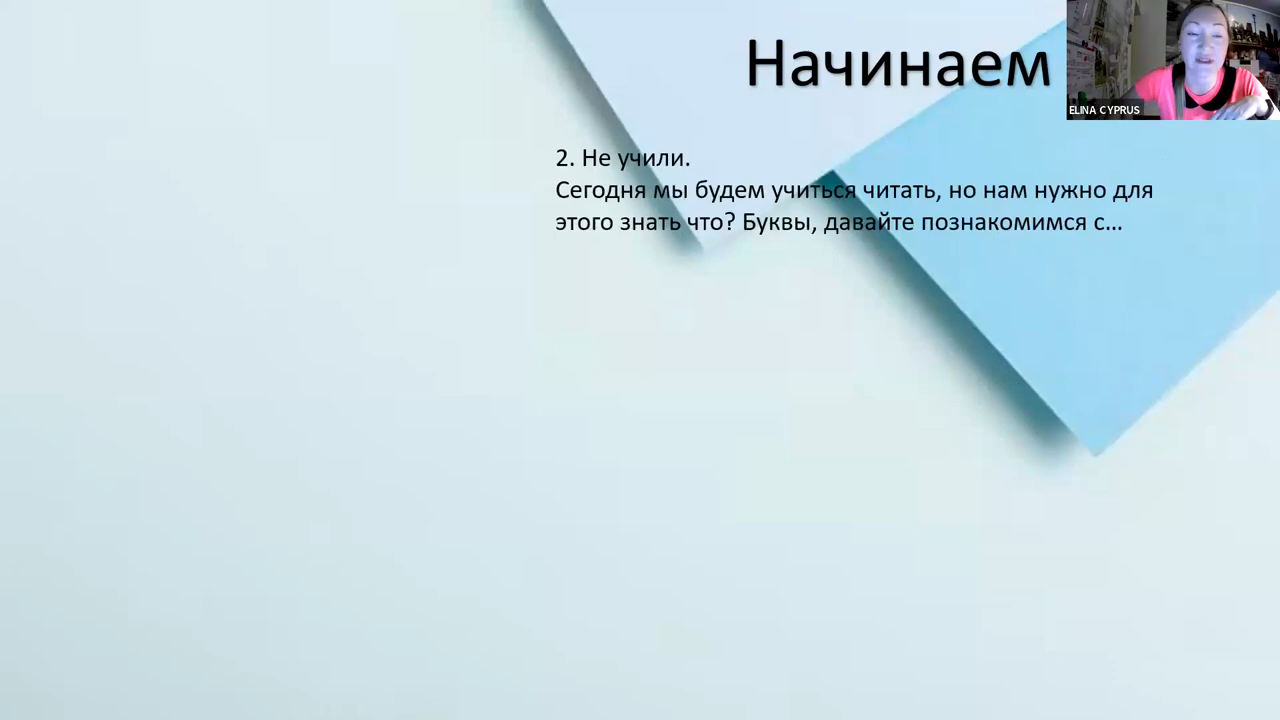 Начинаем
ELINA CYPRUS
2. Не учили.
Сегодня мы будем учиться читать, но нам нужно для
этого знать что? Буквы, давайте познакомимся с...